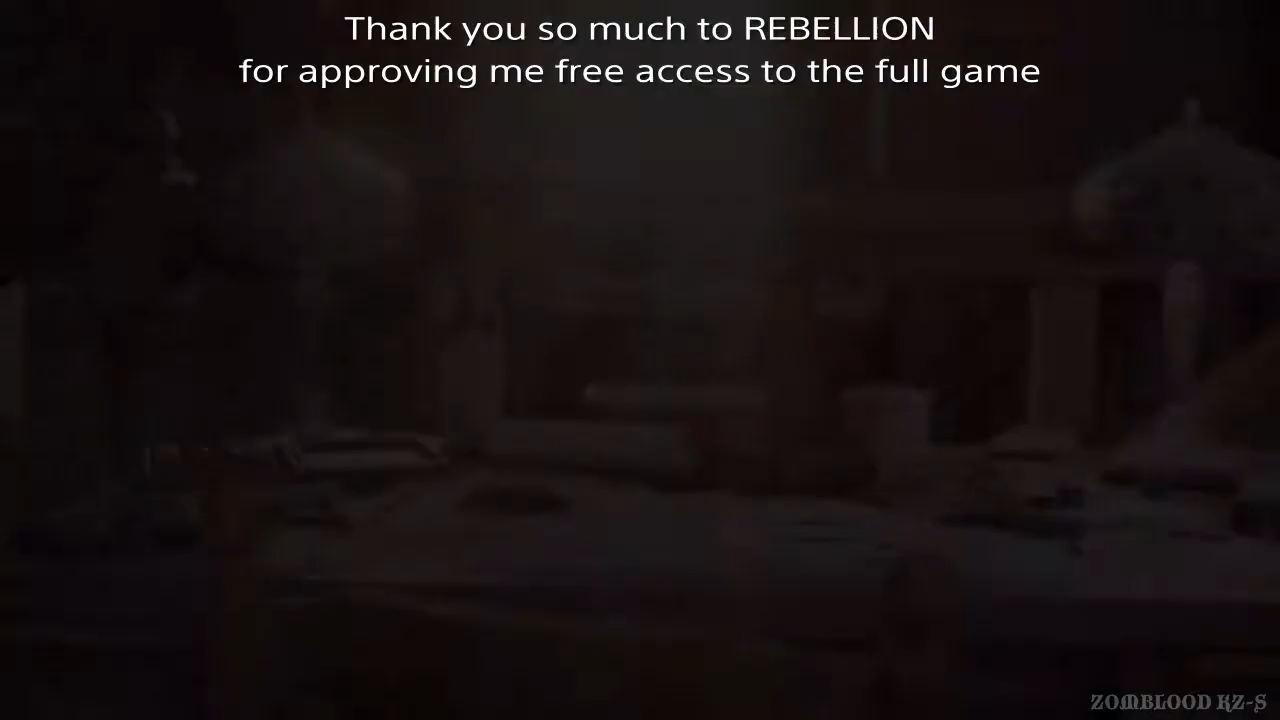 Thank you so much to REBELLION
for approving me free access to the full game
ZOMBLOOD KZ-S